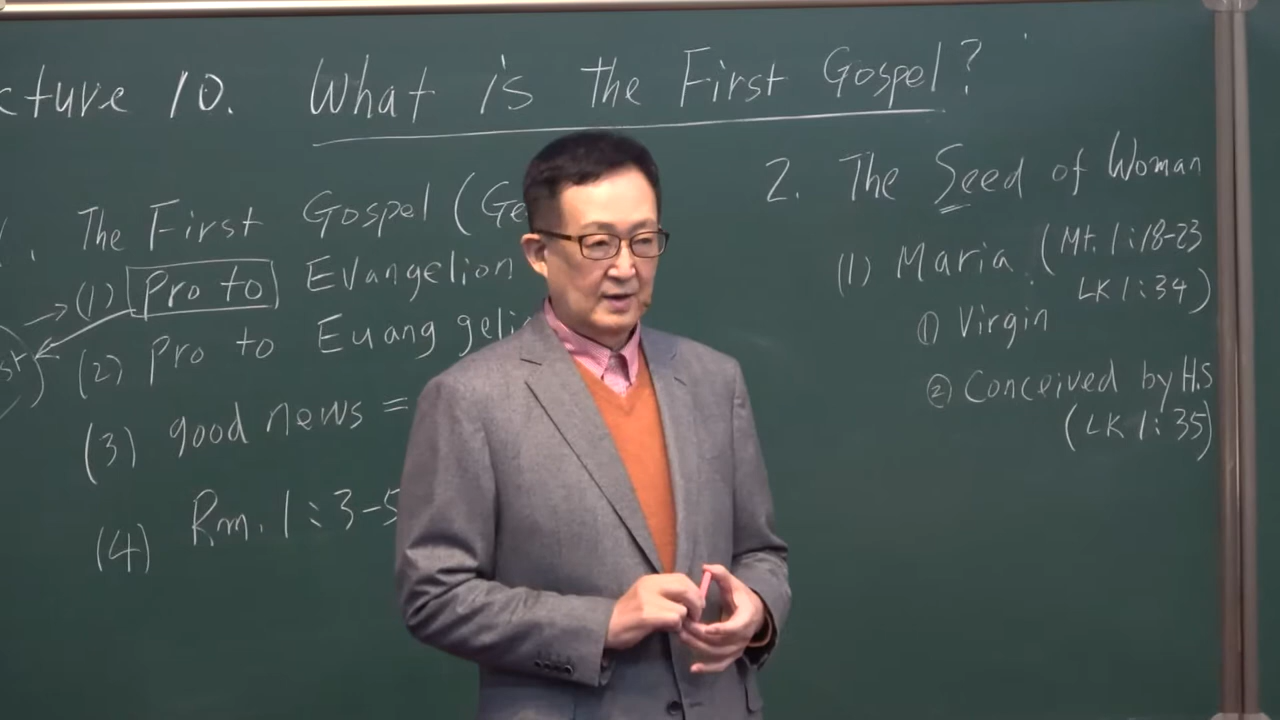 cture 10. What is the First Gospel?
1. The First Gospel (Ge
(1) Pro to Evangelion
(2) Pro to Euangeli
(3) good news =
(4) Rm. 1:3-5
2. The Seed of Woman
(1) Maria (Mt. 1:18-23
LK 1:34)
① Virgin
② Conceived by H.S
(LK 1:35)